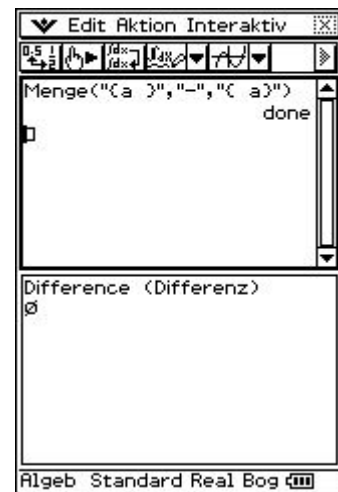 Edit Aktion Interaktiv
Menge("{a }","-","{ a}")
done
Difference (Differenz)
Ø
Algeb Standard Real Bog